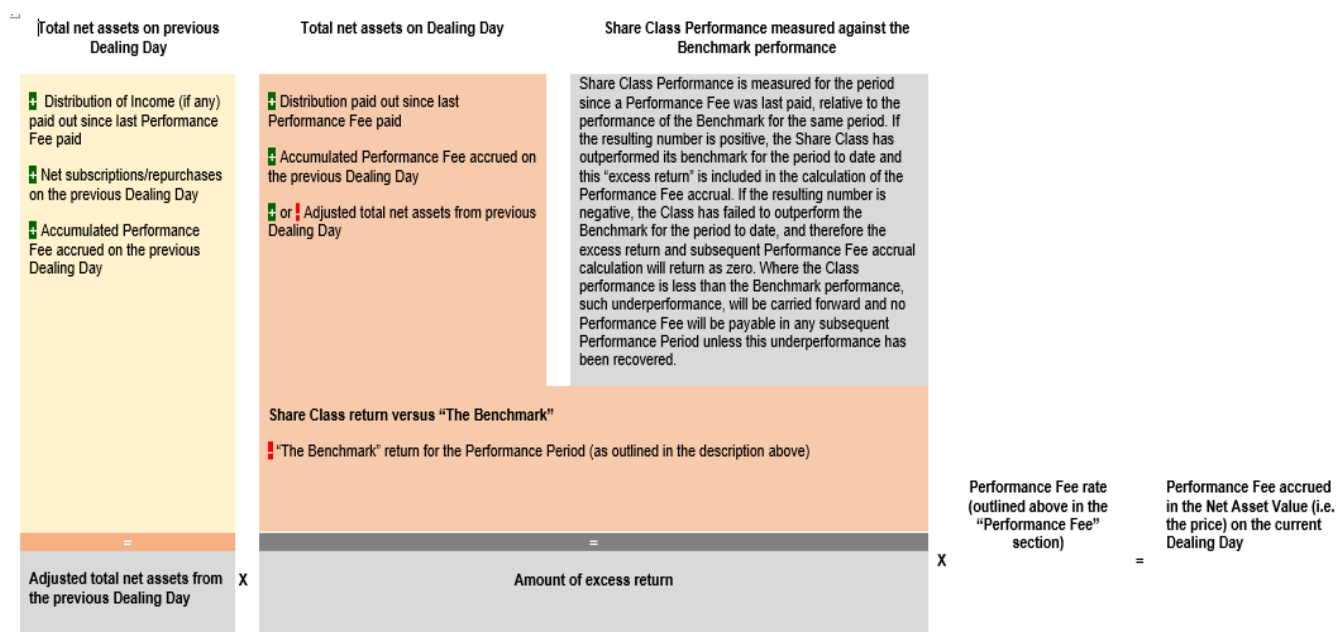 Total net assets on previous
Dealing Day
Total net assets on Dealing Day
Share Class Performance measured against the
Benchmark performance
+ Distribution of Income (if any)
paid out since last Performance
Fee paid
+ Net subscriptions/repurchases
on the previous Dealing Day
+ Accumulated Performance
Fee accrued on the previous
Dealing Day
+ Distribution paid out since last
Performance Fee paid
+ Accumulated Performance Fee accrued on
the previous Dealing Day
+ or ! Adjusted total net assets from previous
Dealing Day
Share Class Performance is measured for the period
since a Performance Fee was last paid, relative to the
performance of the Benchmark for the same period. If
the resulting number is positive, the Share Class has
outperformed its benchmark for the period to date and
this “excess return” is included in the calculation of
the Performance Fee accrual. If the resulting number is
negative, the Class has failed to outperform the
Benchmark for the period to date, and therefore the
excess return and subsequent Performance Fee accrual
calculation will return as zero. Where the Class
performance is less than the Benchmark performance,
such underperformance, will be carried forward and no
Performance Fee will be payable in any subsequent
Performance Period unless this underperformance has
been recovered.
Share Class return versus “The Benchmark”
! “The Benchmark” return for the Performance Period (as outlined in the description above)
=
=
Adjusted total net assets from
the previous Dealing Day
X
Amount of excess return
X
Performance Fee rate
(outlined above in the
“Performance Fee”
section)
=
Performance Fee accrued
in the Net Asset Value (i.e.
the price) on the current
Dealing Day